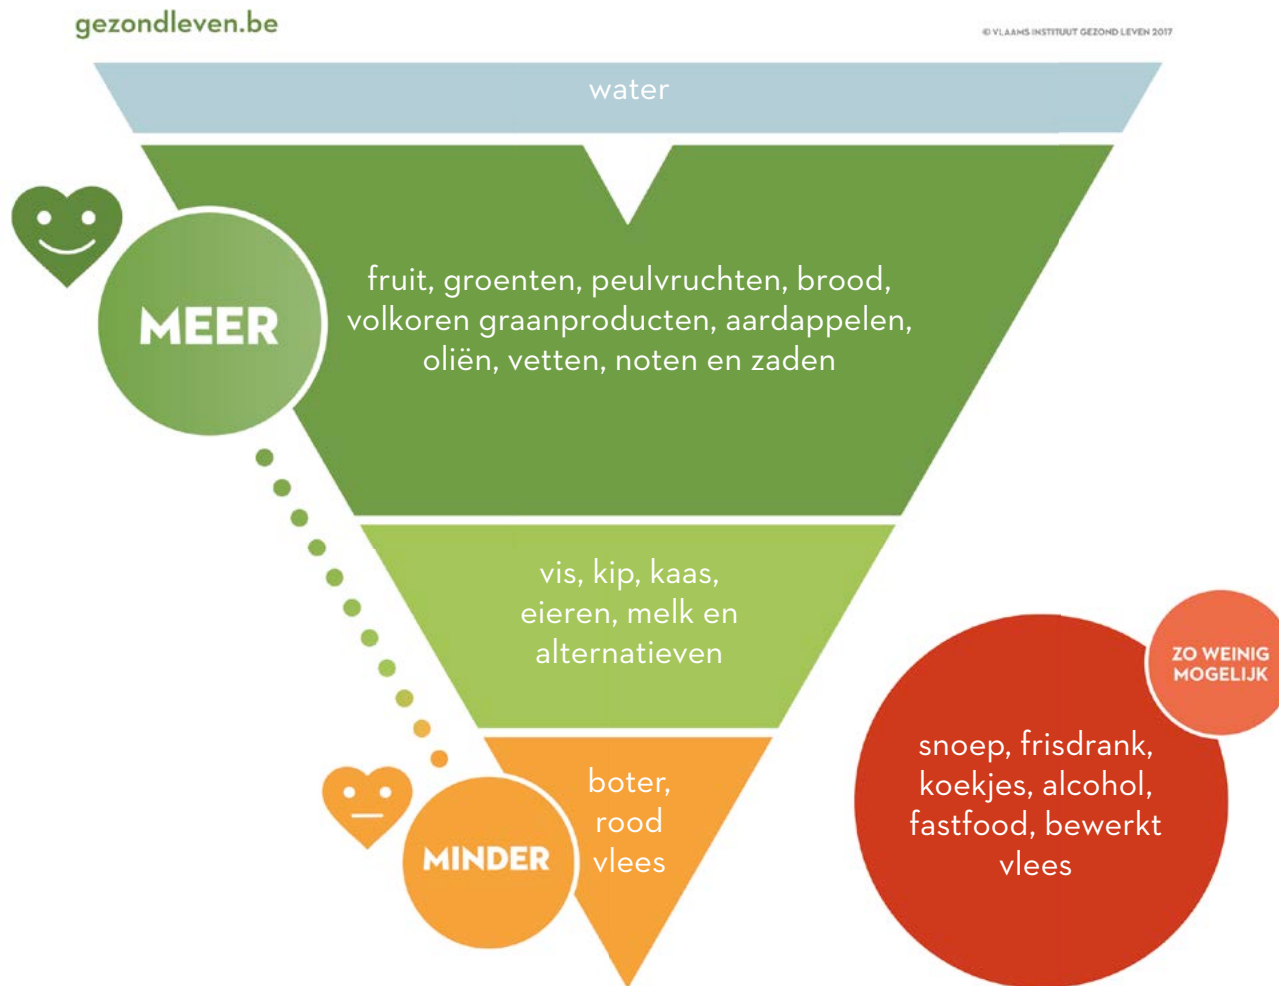 gezondleven.be
© VLAAMS INSTITUUT GEZOND LEVEN 2017
water
fruit, groenten, peulvruchten, brood,
volkoren graanproducten, aardappelen,
oliën, vetten, noten en zaden
MEER
vis, kip, kaas,
eieren, melk en
alternatieven
ZO WEINIG
MOGELIJK
snoep, frisdrank,
koekjes, alcohol,
fastfood, bewerkt
vlees
boter,
rood
vlees
MINDER